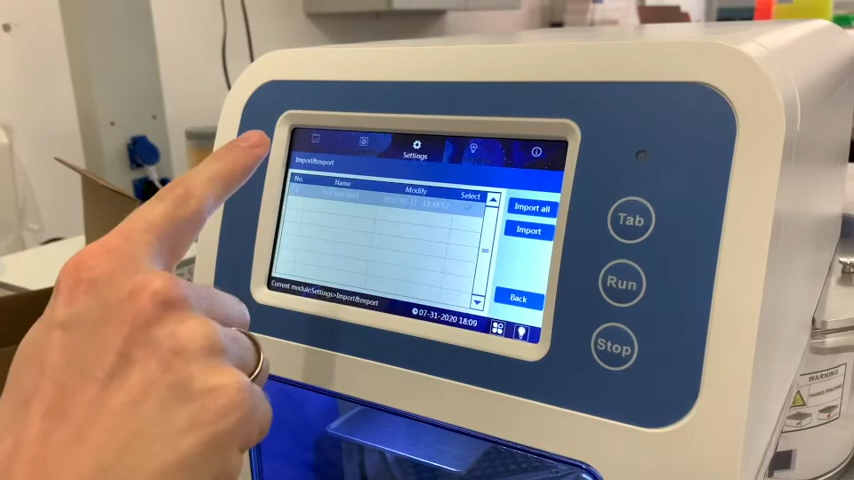 Settings
Import&export
No. Name Modify Select
Import all
Import
Back
Current module:Settings>Import&export
07-31-2020 18:09
Tab
Run
Stop
WARNING